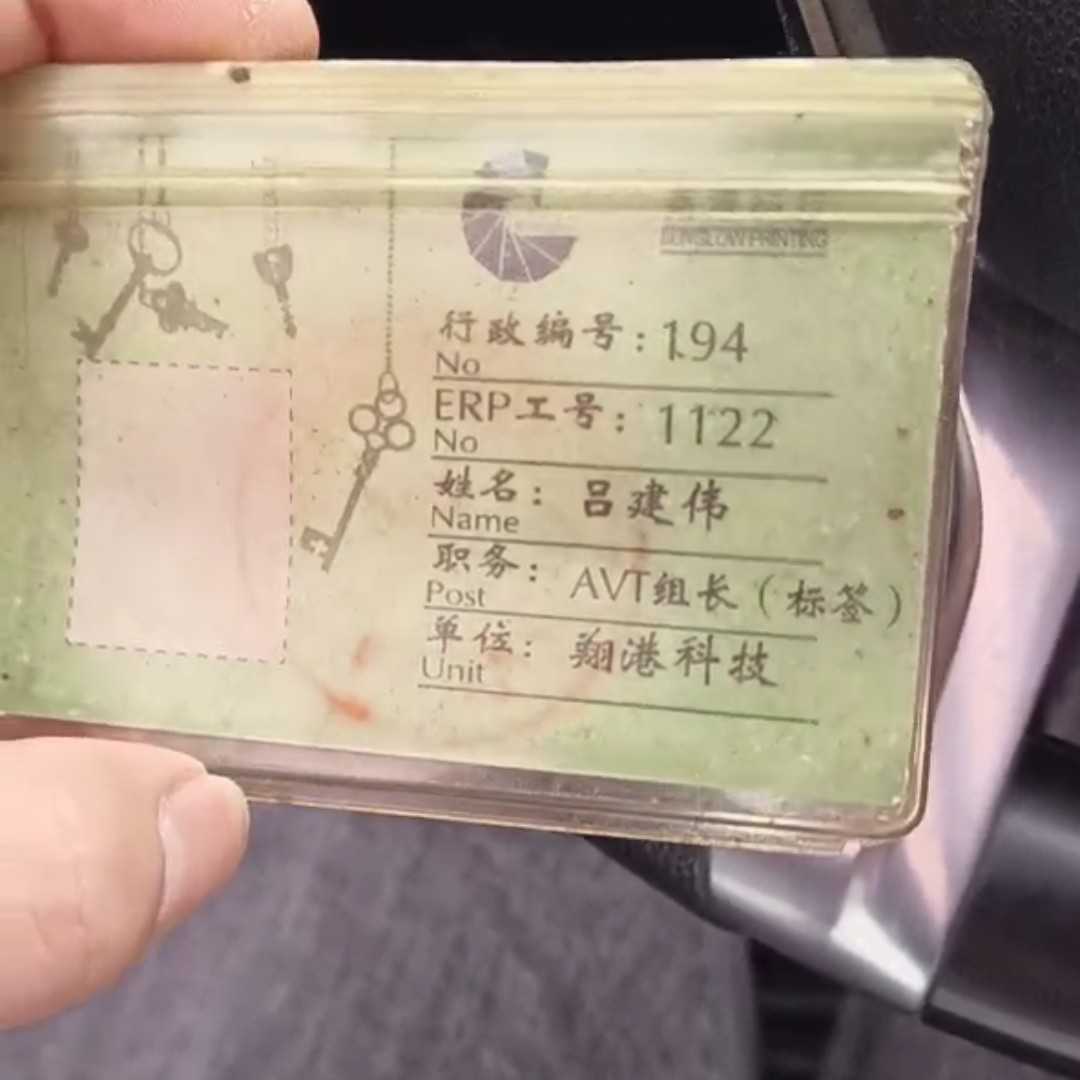 SUNGLOW PRINTING
行政编号:194
No
ERP工号: 1122
No
姓名: 吕建伟
Name
职务: AVT组长(标签)
Post
单位: 翔港科技
Unit